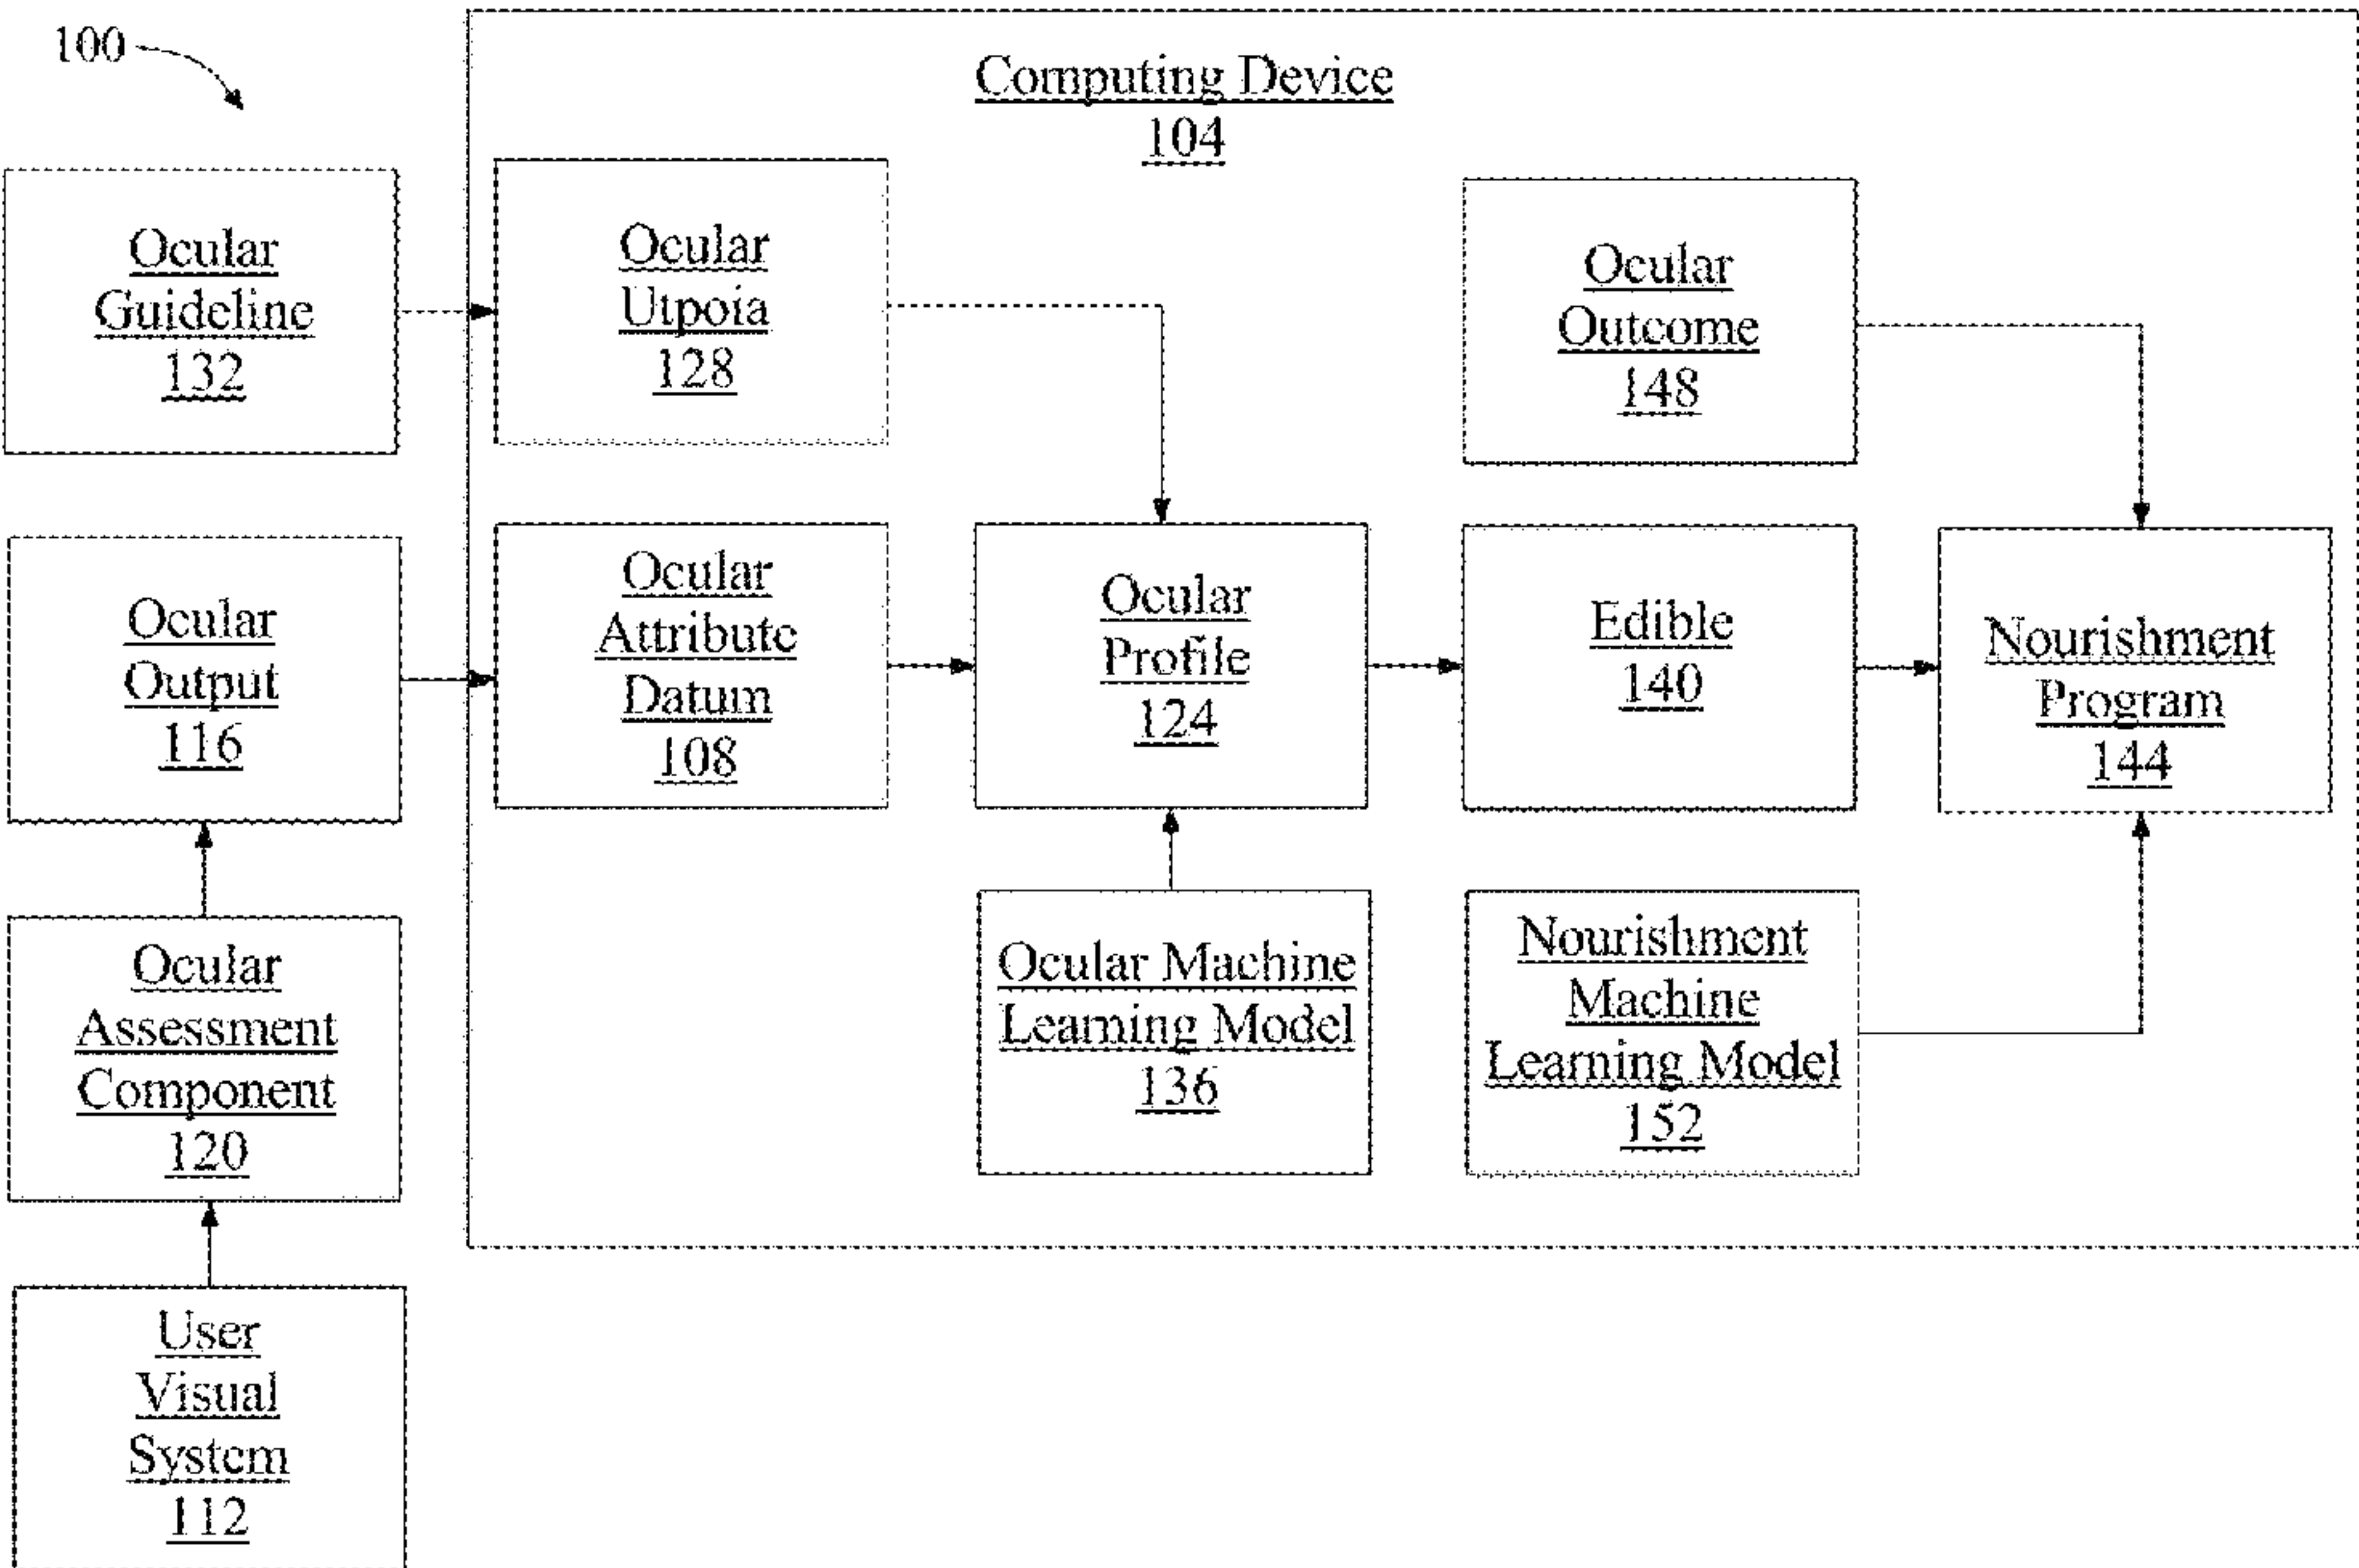 100
Computing Device
104
Ocular
Guideline
132
Ocular
Utpoia
128
Ocular
Outcome
148
Ocular
Output
116
Ocular
Attribute
Datum
108
Ocular
Profile
124
Edible
140
Nourishment
Program
144
Ocular
Assessment
Component
120
Ocular Machine
Learning Model
136
Nourishment
Machine
Learning Model
152
User
Visual
System
112